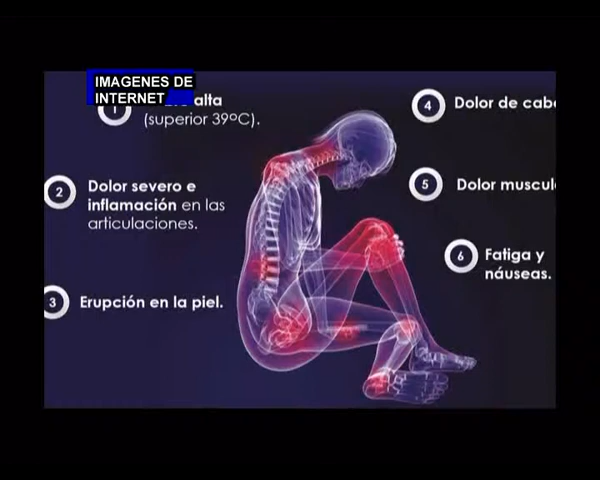 IMAGENES DE
INTERNET
1
alta
(superior 39ºC).
2
Dolor severo e
inflamación en las
articulaciones.
3
Erupción en la piel.
4
Dolor de cab
5
Dolor muscul
6
Fatiga y
náuseas.